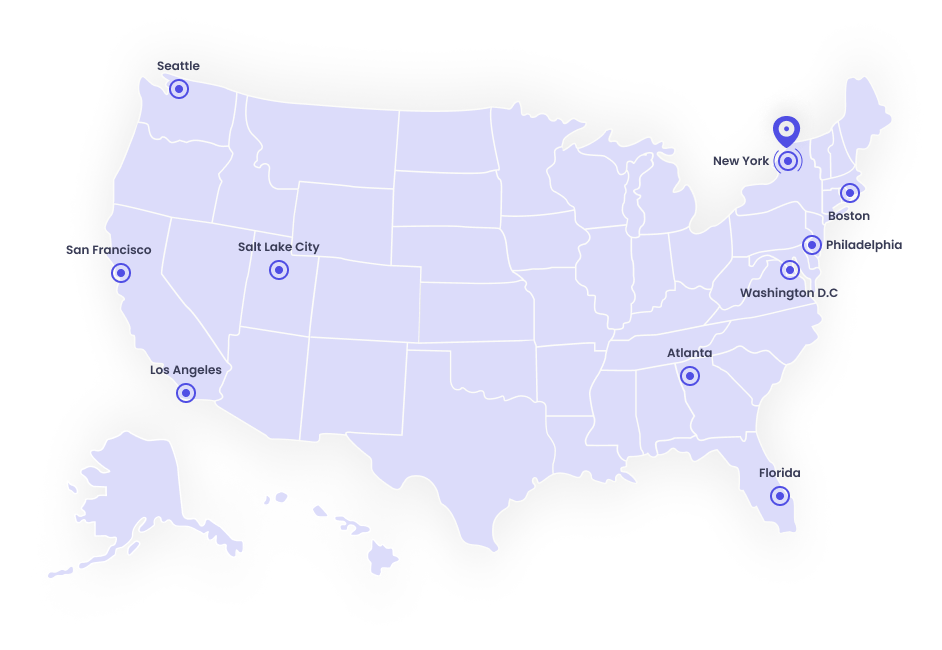 Seattle
New York
Boston
Philadelphia
San Francisco
Salt Lake City
Washington D.C
Atlanta
Los Angeles
Florida